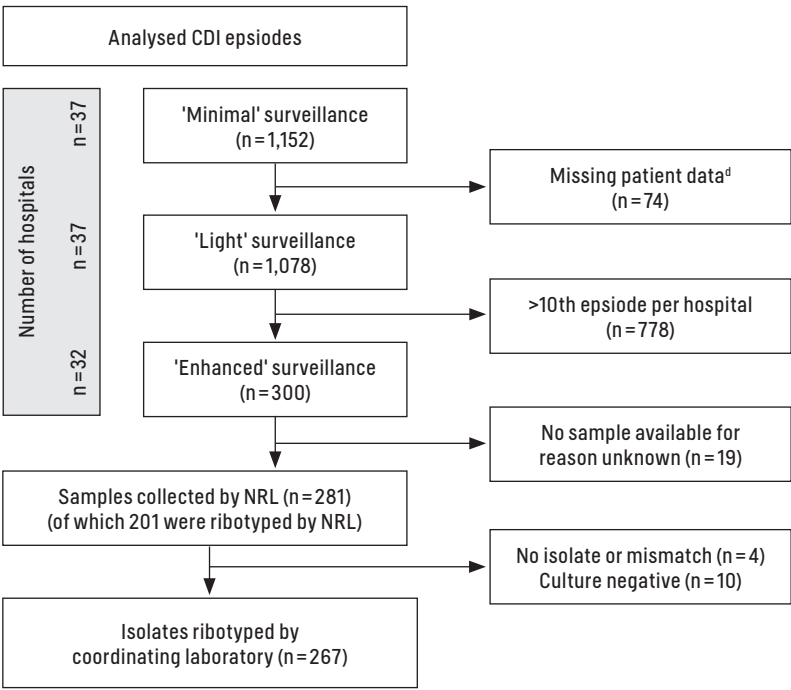 Analysed CDI epsiodes
Number of hospitals
n=37
n=37
n=32
'Minimal' surveillance
(n=1,152)
Missing patient dataᵈ
(n=74)
'Light' surveillance
(n=1,078)
>10th epsiode per hospital
(n=778)
'Enhanced' surveillance
(n=300)
No sample available for
reason unknown (n=19)
Samples collected by NRL (n=281)
(of which 201 were ribotyped by NRL)
No isolate or mismatch (n=4)
Culture negative (n=10)
Isolates ribotyped by
coordinating laboratory (n=267)